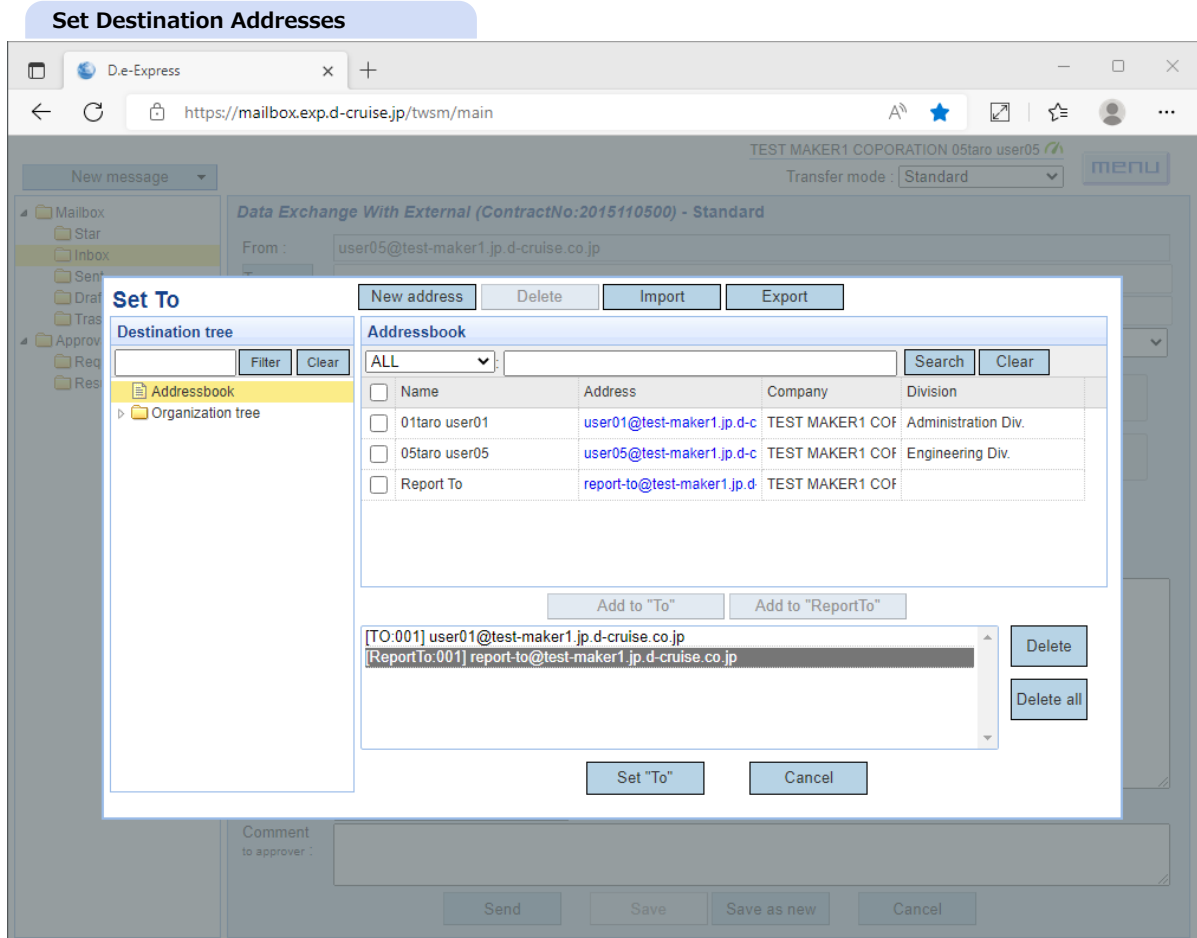 Set Destination Addresses
D.e-Express
https://mailbox.exp.d-cruise.jp/twsm/main
TEST MAKER1 COPORATION 05taro user05
New message
Transfer mode : Standard
menu
Mailbox
Star
Inbox
Sent
Draf
Tras
Approv
Req
Res
Data Exchange With External (ContractNo:2015110500) - Standard
From : user05@test-maker1.jp.d-cruise.co.jp
Set To
New address Delete Import Export
Destination tree
Filter Clear
Addressbook
Organization tree
Addressbook
ALL : Search Clear
Name Address Company Division
01taro user01 user01@test-maker1.jp.d-c TEST MAKER1 COF Administration Div.
05taro user05 user05@test-maker1.jp.d-c TEST MAKER1 COF Engineering Div.
Report To report-to@test-maker1.jp.d- TEST MAKER1 COF
Add to "To" Add to "ReportTo"
[TO:001] user01@test-maker1.jp.d-cruise.co.jp
[ReportTo:001] report-to@test-maker1.jp.d-cruise.co.jp
Delete
Delete all
Set "To" Cancel
Comment
to approver :
Send Save Save as new Cancel